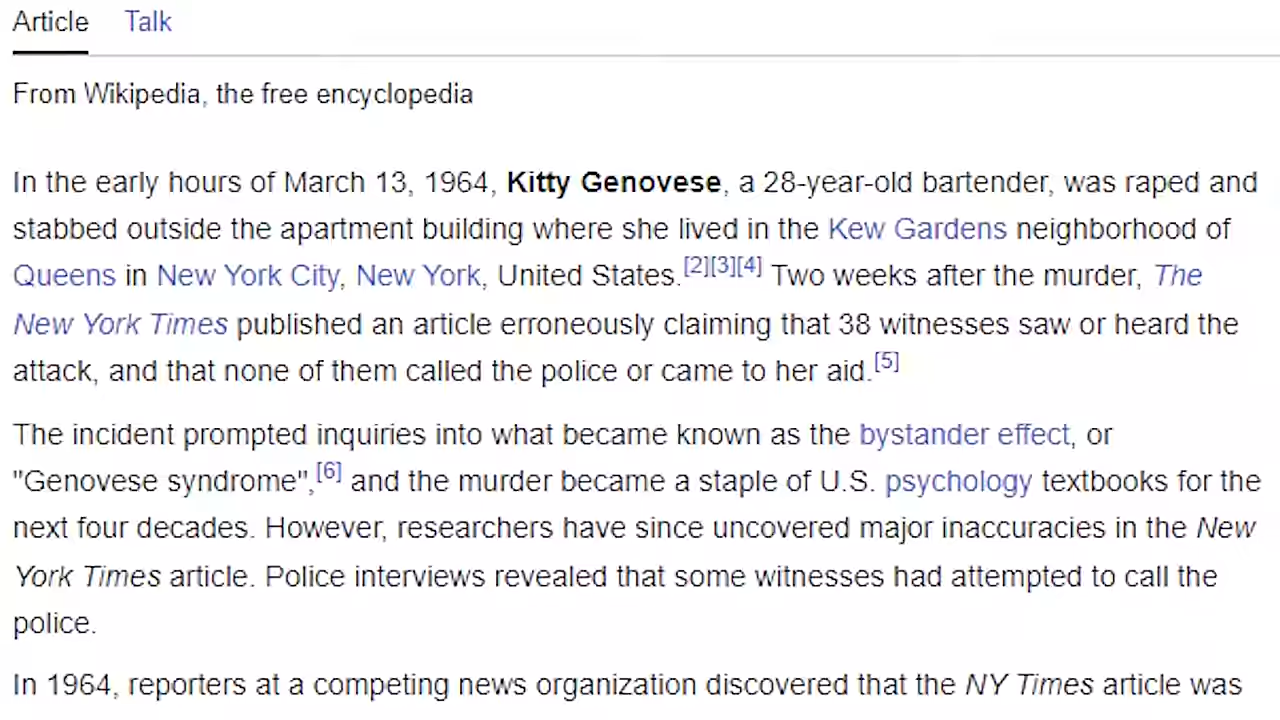 Article Talk
From Wikipedia, the free encyclopedia
In the early hours of March 13, 1964, Kitty Genovese, a 28-year-old bartender, was raped and
stabbed outside the apartment building where she lived in the Kew Gardens neighborhood of
Queens in New York City, New York, United States.[2][3][4] Two weeks after the murder, The
New York Times published an article erroneously claiming that 38 witnesses saw or heard the
attack, and that none of them called the police or came to her aid.[5]
The incident prompted inquiries into what became known as the bystander effect, or
"Genovese syndrome",[6] and the murder became a staple of U.S. psychology textbooks for the
next four decades. However, researchers have since uncovered major inaccuracies in the New
York Times article. Police interviews revealed that some witnesses had attempted to call the
police.
In 1964, reporters at a competing news organization discovered that the NY Times article was